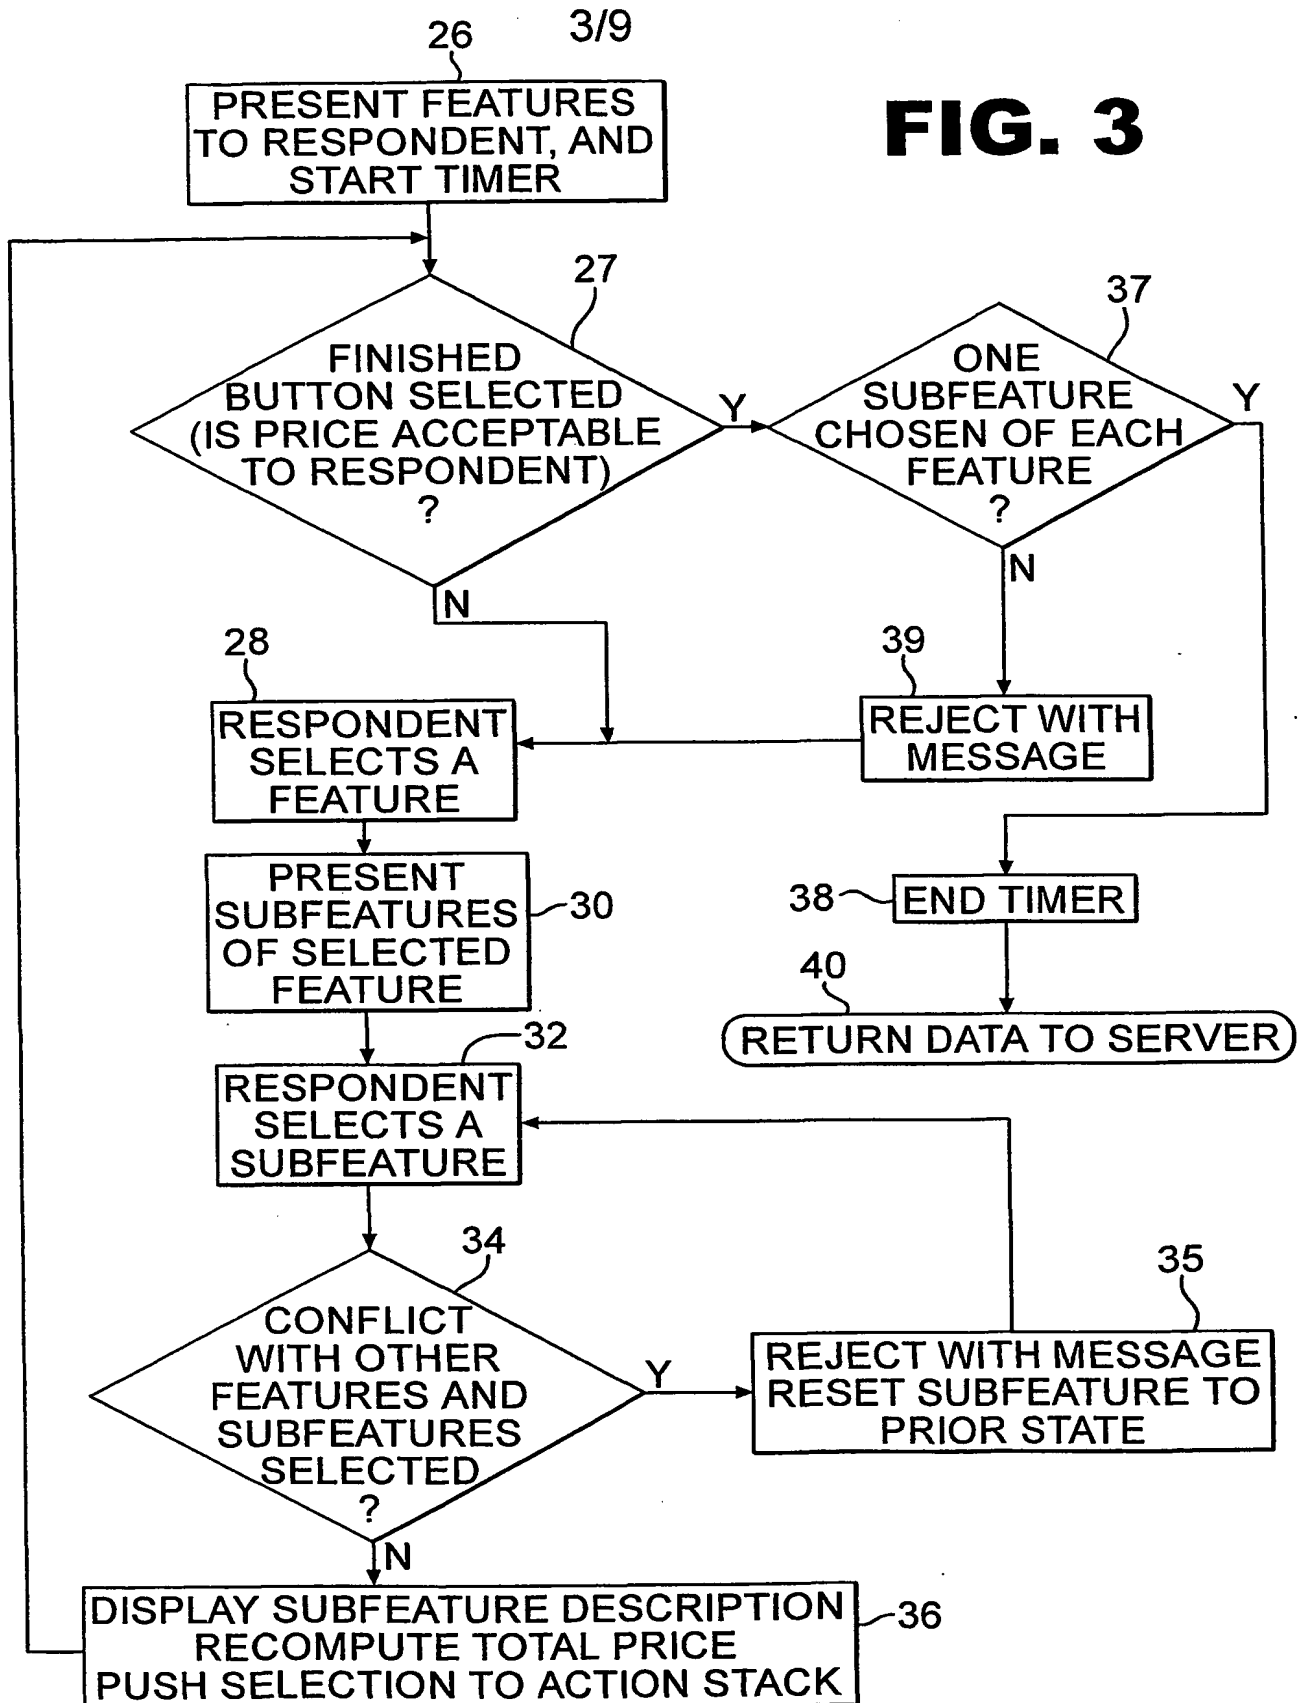 3/9
FIG. 3
26
PRESENT FEATURES
TO RESPONDENT, AND
START TIMER
27
FINISHED
BUTTON SELECTED
(IS PRICE ACCEPTABLE
TO RESPONDENT)
?
Y
N
37
ONE
SUBFEATURE
CHOSEN OF EACH
FEATURE
?
Y
N
28
RESPONDENT
SELECTS A
FEATURE
39
REJECT WITH
MESSAGE
PRESENT
SUBFEATURES
OF SELECTED
FEATURE
30
38
END TIMER
40
RETURN DATA TO SERVER
32
RESPONDENT
SELECTS A
SUBFEATURE
34
CONFLICT
WITH OTHER
FEATURES AND
SUBFEATURES
SELECTED
?
Y
N
35
REJECT WITH MESSAGE
RESET SUBFEATURE TO
PRIOR STATE
DISPLAY SUBFEATURE DESCRIPTION
RECOMPUTE TOTAL PRICE
PUSH SELECTION TO ACTION STACK
36